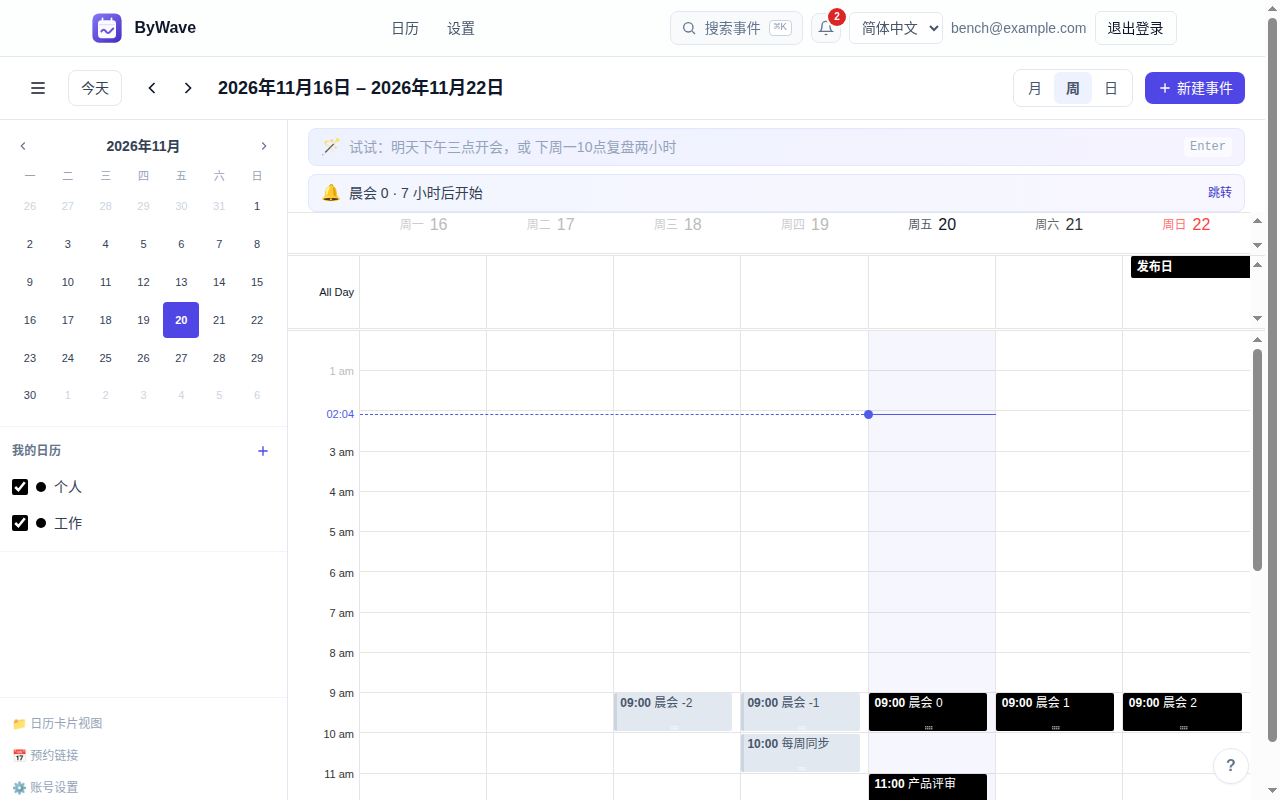 ByWave
日历 设置
搜索事件 ⌘K
2
简体中文
bench@example.com
退出登录
今天
2026年11月16日 – 2026年11月22日
月 周 日
+ 新建事件
2026年11月
一 二 三 四 五 六 日
26 27 28 29 30 31 1
2 3 4 5 6 7 8
9 10 11 12 13 14 15
16 17 18 19 20 21 22
23 24 25 26 27 28 29
30 1 2 3 4 5 6
我的日历
个人
工作
📁 日历卡片视图
📅 预约链接
⚙️ 账号设置
试试：明天下午三点开会，或 下周一10点复盘两小时
Enter
晨会 0 · 7 小时后开始
跳转
周一 16 周二 17 周三 18 周四 19 周五 20 周六 21 周日 22
All Day
发布日
1 am
02:04
3 am
4 am
5 am
6 am
7 am
8 am
9 am
09:00 晨会 -2
09:00 晨会 -1
09:00 晨会 0
09:00 晨会 1
09:00 晨会 2
10 am
10:00 每周同步
11 am
11:00 产品评审
?